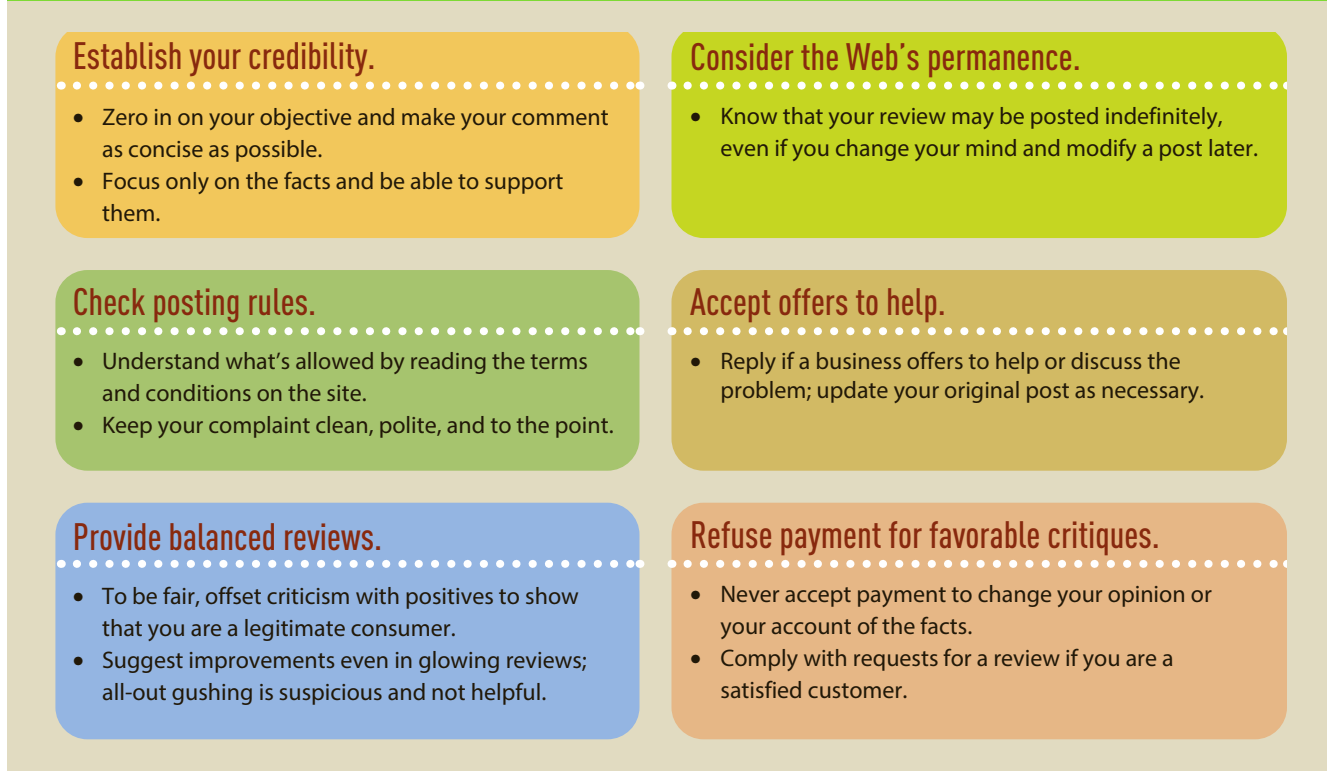 Establish your credibility.
• Zero in on your objective and make your comment
as concise as possible.
• Focus only on the facts and be able to support
them.
Consider the Web’s permanence.
• Know that your review may be posted indefinitely,
even if you change your mind and modify a post later.
Check posting rules.
• Understand what’s allowed by reading the terms
and conditions on the site.
• Keep your complaint clean, polite, and to the point.
Accept offers to help.
• Reply if a business offers to help or discuss the
problem; update your original post as necessary.
Provide balanced reviews.
• To be fair, offset criticism with positives to show
that you are a legitimate consumer.
• Suggest improvements even in glowing reviews;
all-out gushing is suspicious and not helpful.
Refuse payment for favorable critiques.
• Never accept payment to change your opinion or
your account of the facts.
• Comply with requests for a review if you are a
satisfied customer.